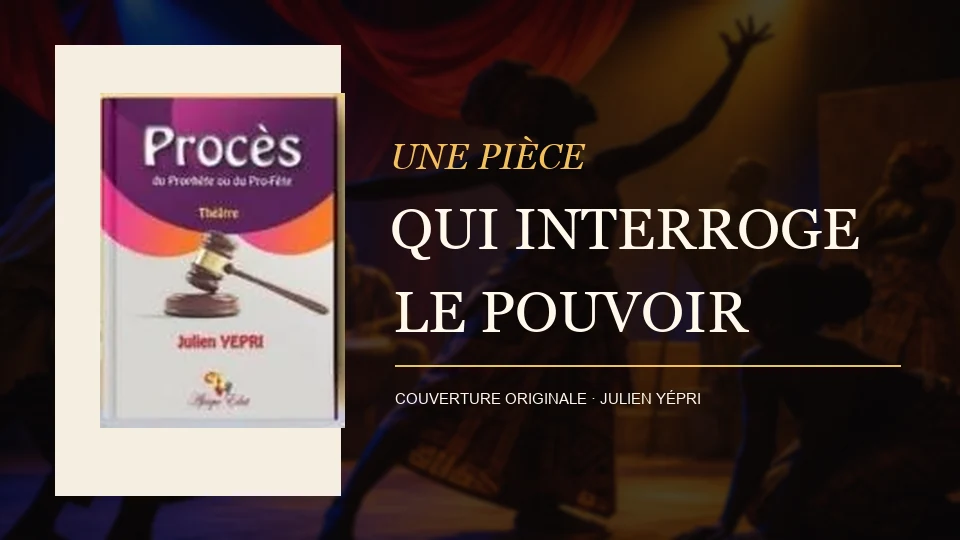 Procès
du Prophète ou du Pro-Fête
Théâtre
Julien YEPRI
UNE PIÈCE
QUI INTERROGE
LE POUVOIR
COUVERTURE ORIGINALE · JULIEN YÉPRI